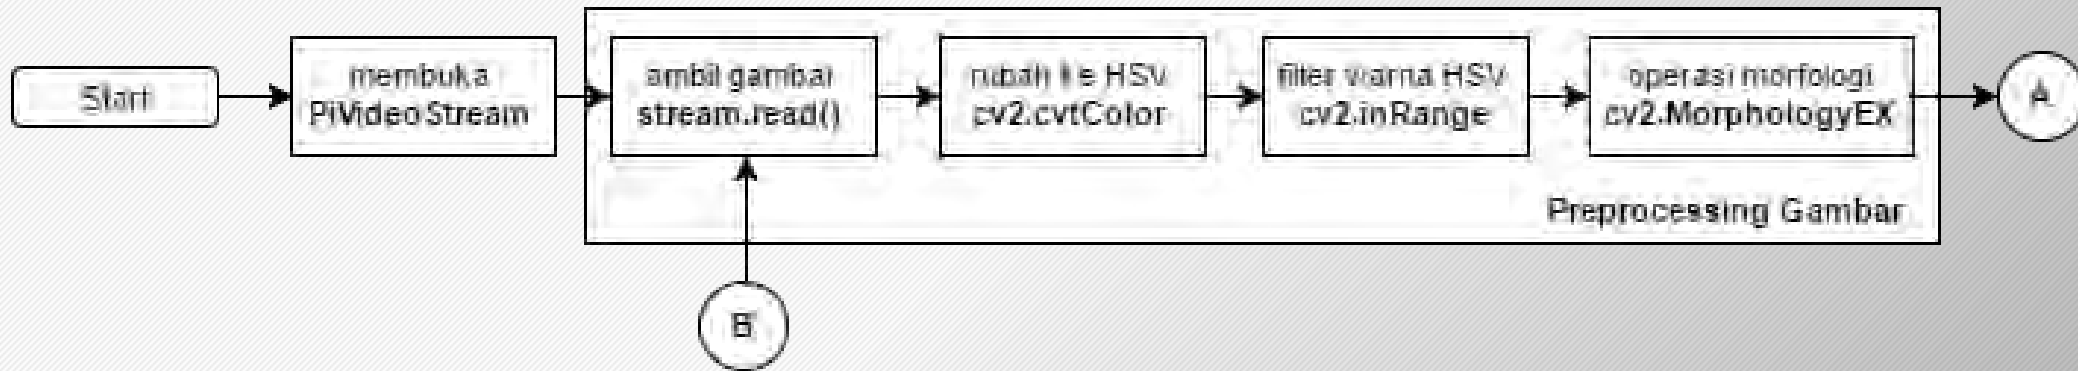 Start
membuka
PiVideoStream
ambil gambar
stream.read()
rubah ke HSV
cv2.cvtColor
filter warna HSV
cv2.inRange
operasi morfologi
cv2.MorphologyEX
A
Preprocessing Gambar
B